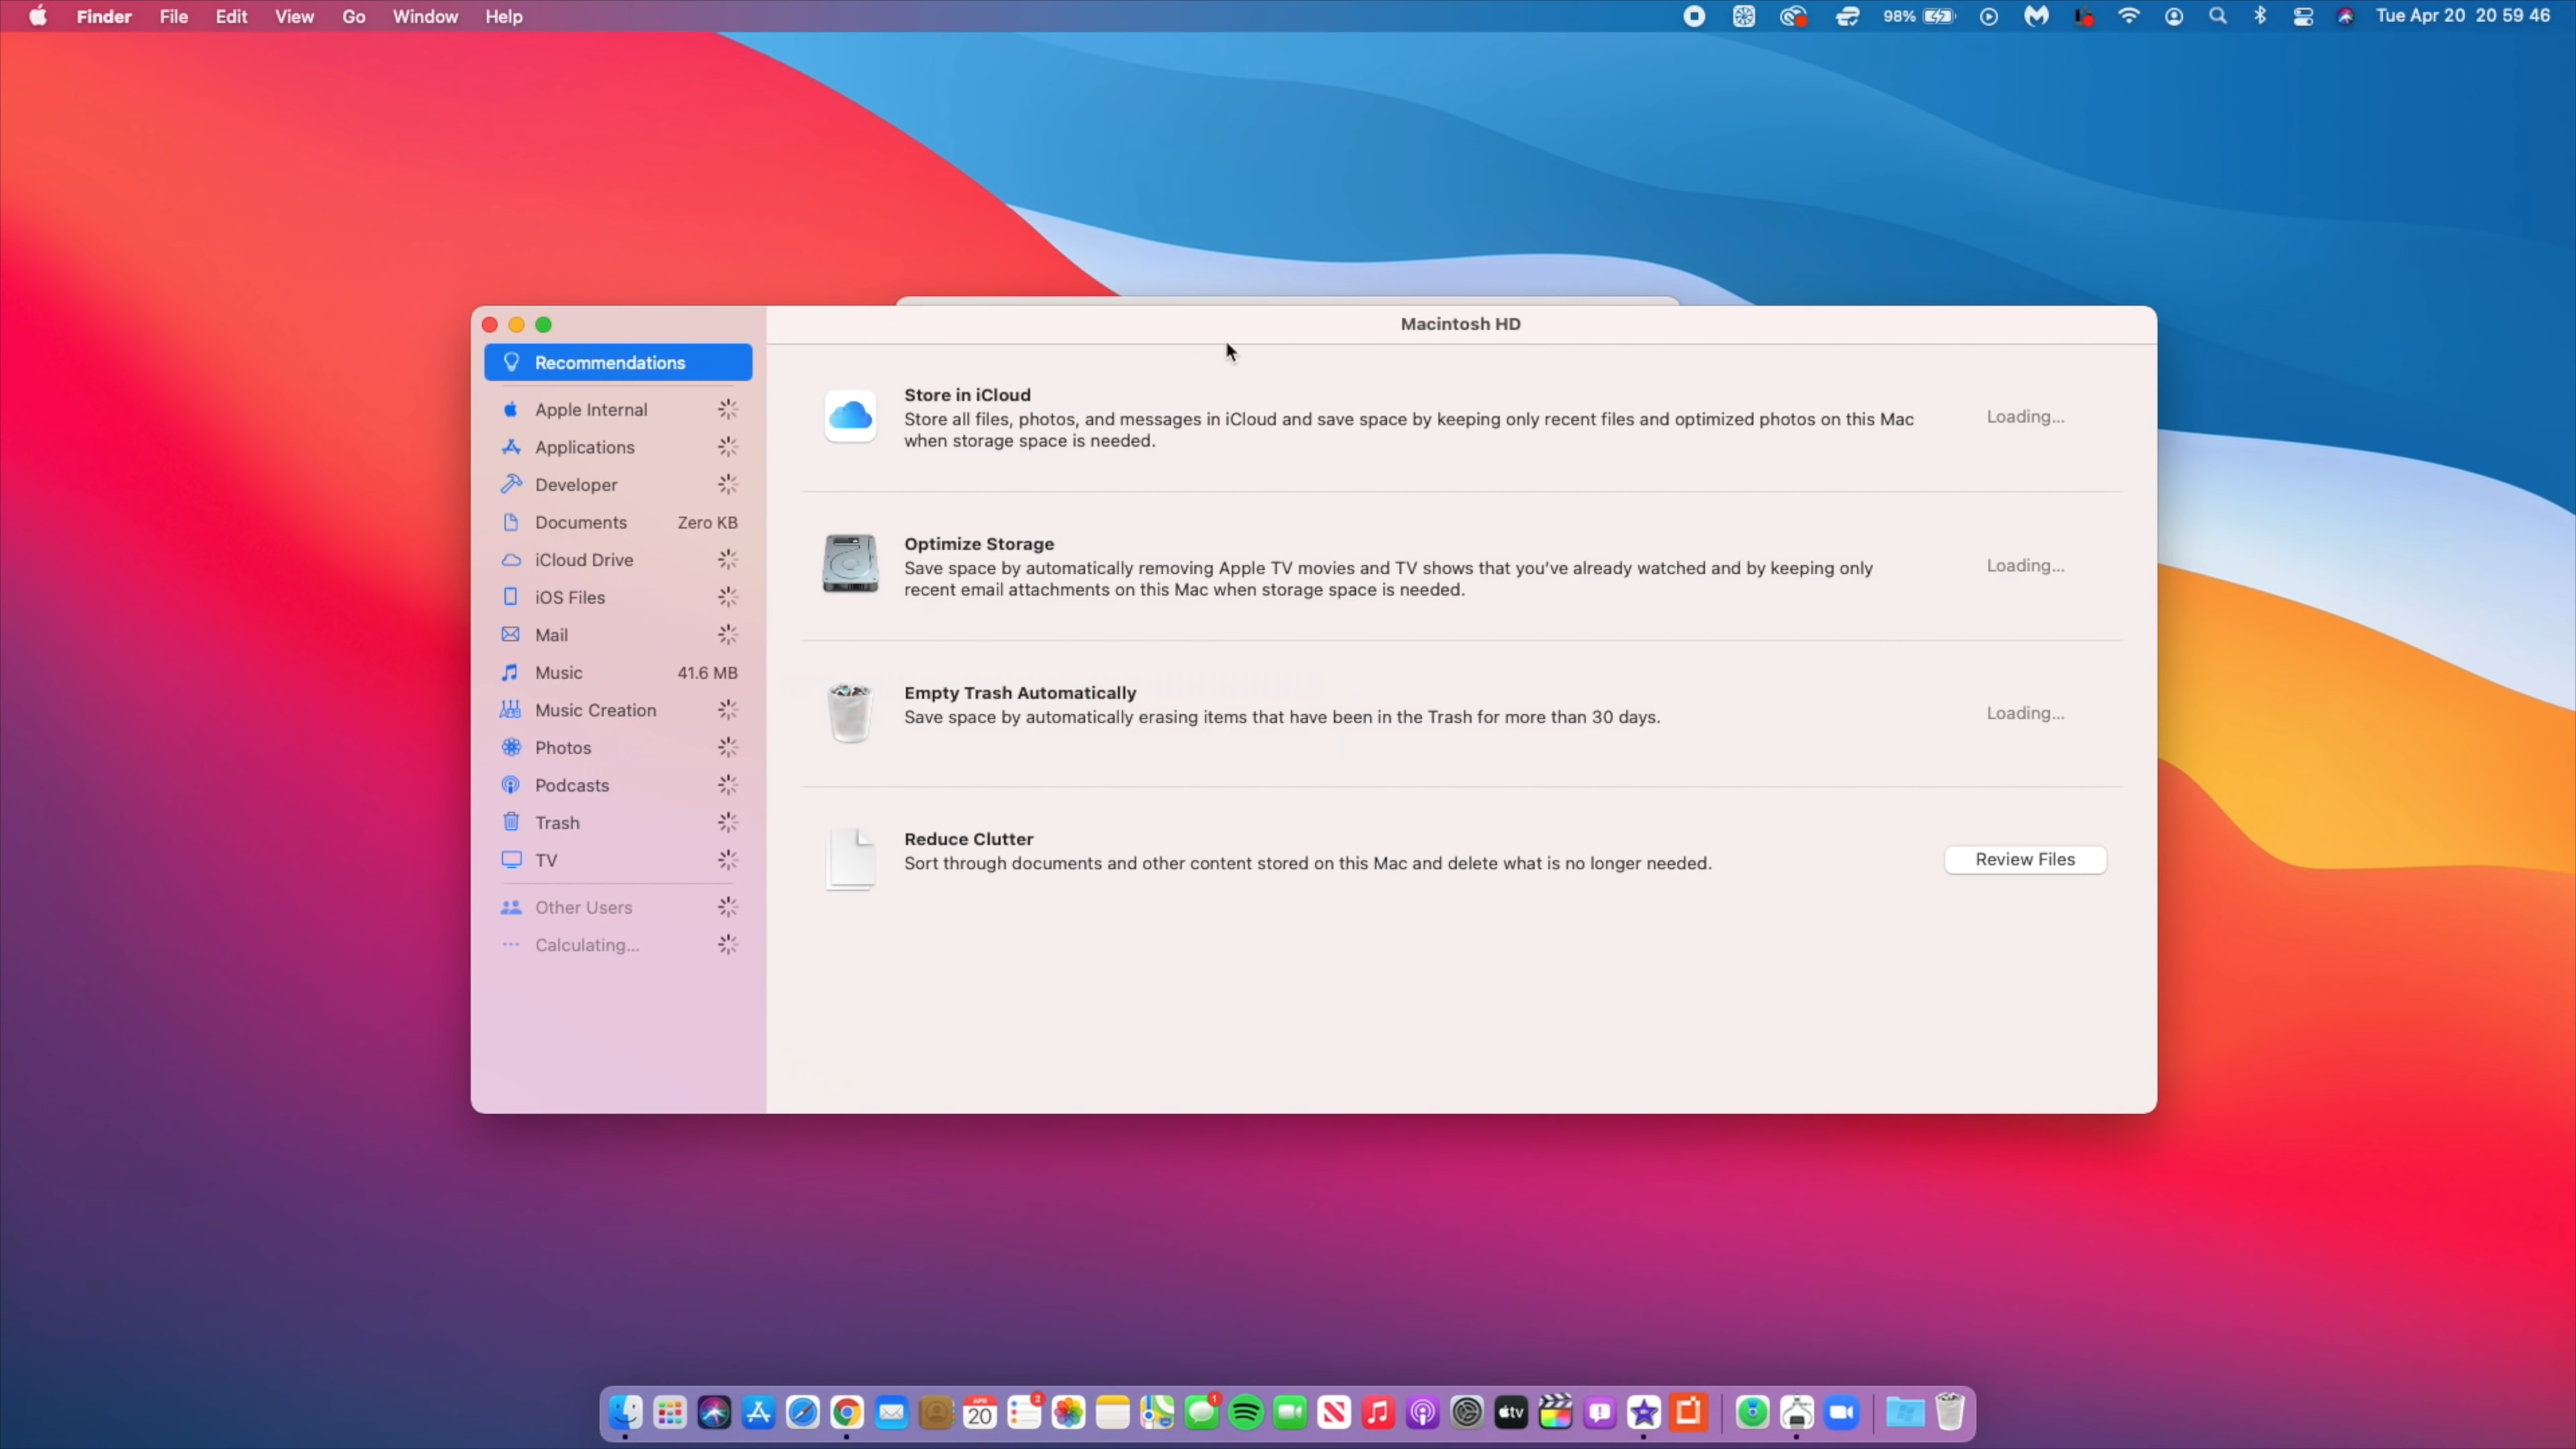 Finder File Edit View Go Window Help 98% Tue Apr 20 20 59 46
Macintosh HD
Recommendations
Apple Internal
Applications
Developer
Documents Zero KB
iCloud Drive
iOS Files
Mail
Music 41.6 MB
Music Creation
Photos
Podcasts
Trash
TV
Other Users
Calculating...
Store in iCloud
Store all files, photos, and messages in iCloud and save space by keeping only recent files and optimized photos on this Mac
when storage space is needed.
Loading...
Optimize Storage
Save space by automatically removing Apple TV movies and TV shows that you've already watched and by keeping only
recent email attachments on this Mac when storage space is needed.
Loading...
Empty Trash Automatically
Save space by automatically erasing items that have been in the Trash for more than 30 days.
Loading...
Reduce Clutter
Sort through documents and other content stored on this Mac and delete what is no longer needed.
Review Files
APR
20
2
1
tv